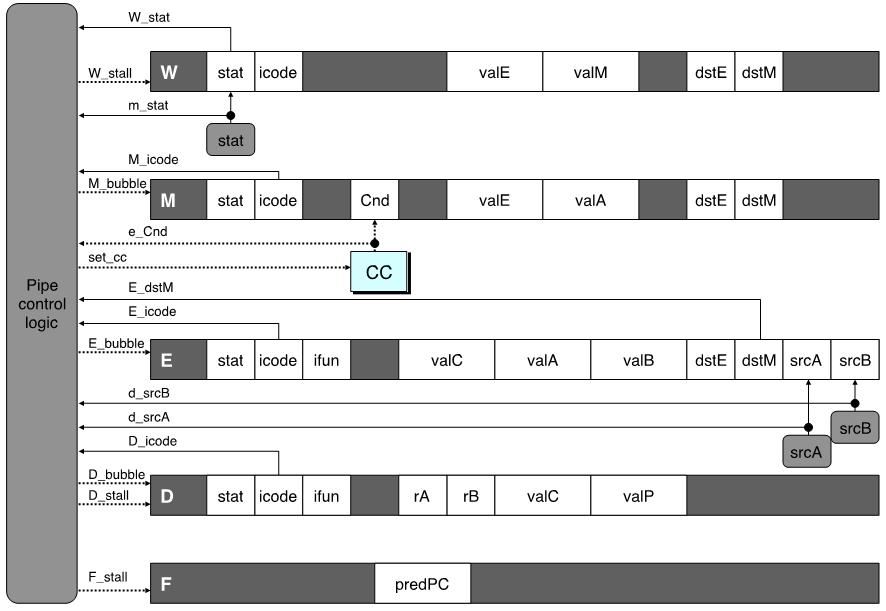 W_stat
W_stall
W stat icode valE valM dstE dstM
m_stat
stat
M_icode
M_bubble
M stat icode Cnd valE valA dstE dstM
e_Cnd
set_cc
CC
Pipe
control
logic
E_dstM
E_icode
E_bubble
E stat icode ifun valC valA valB dstE dstM srcA srcB
d_srcB
srcB
d_srcA
srcA
D_icode
D_bubble
D_stall
D stat icode ifun rA rB valC valP
F_stall
F predPC